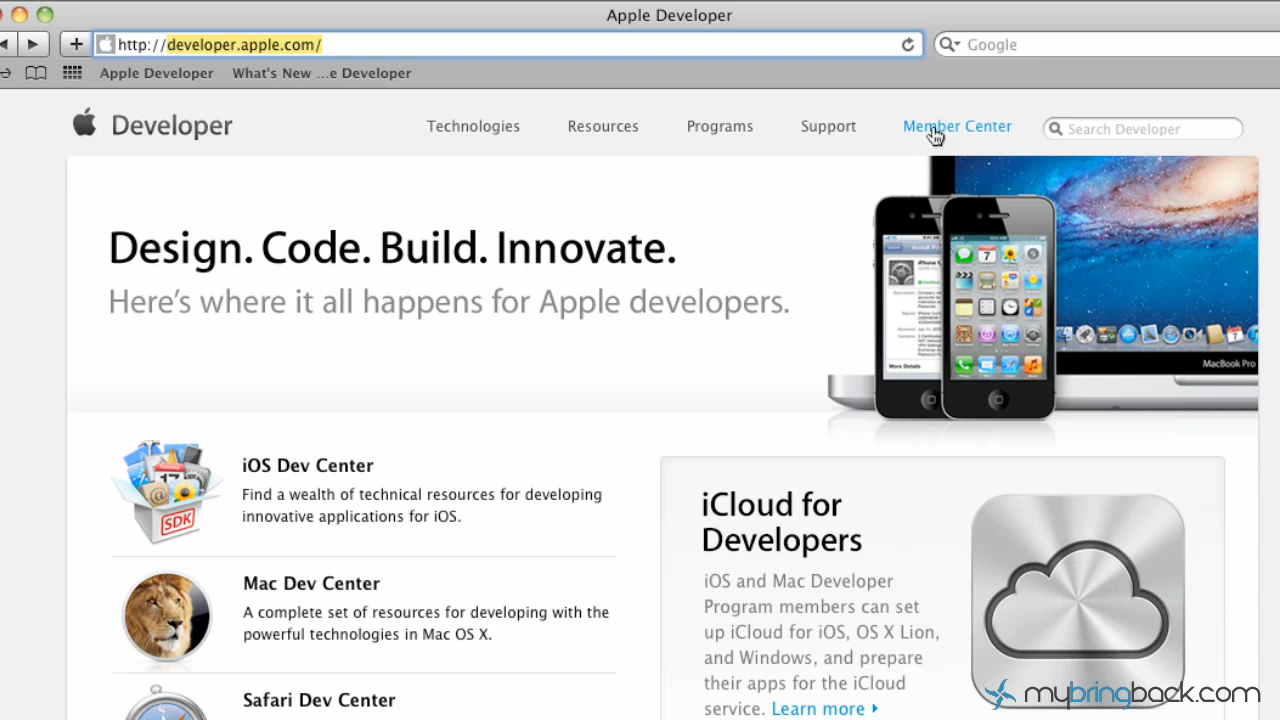 Apple Developer
http://developer.apple.com/
Google
Apple Developer
What's New ...e Developer
Developer
Technologies
Resources
Programs
Support
Member Center
Search Developer
Design. Code. Build. Innovate.
Here's where it all happens for Apple developers.
MacBook Pro
More Details
iOS Dev Center
Find a wealth of technical resources for developing
innovative applications for iOS.
SDK
17
Mac Dev Center
A complete set of resources for developing with the
powerful technologies in Mac OS X.
Safari Dev Center
iCloud for
Developers
iOS and Mac Developer
Program members can set
up iCloud for iOS, OS X Lion,
and Windows, and prepare
their apps for the iCloud
service. Learn more
mybringback.com